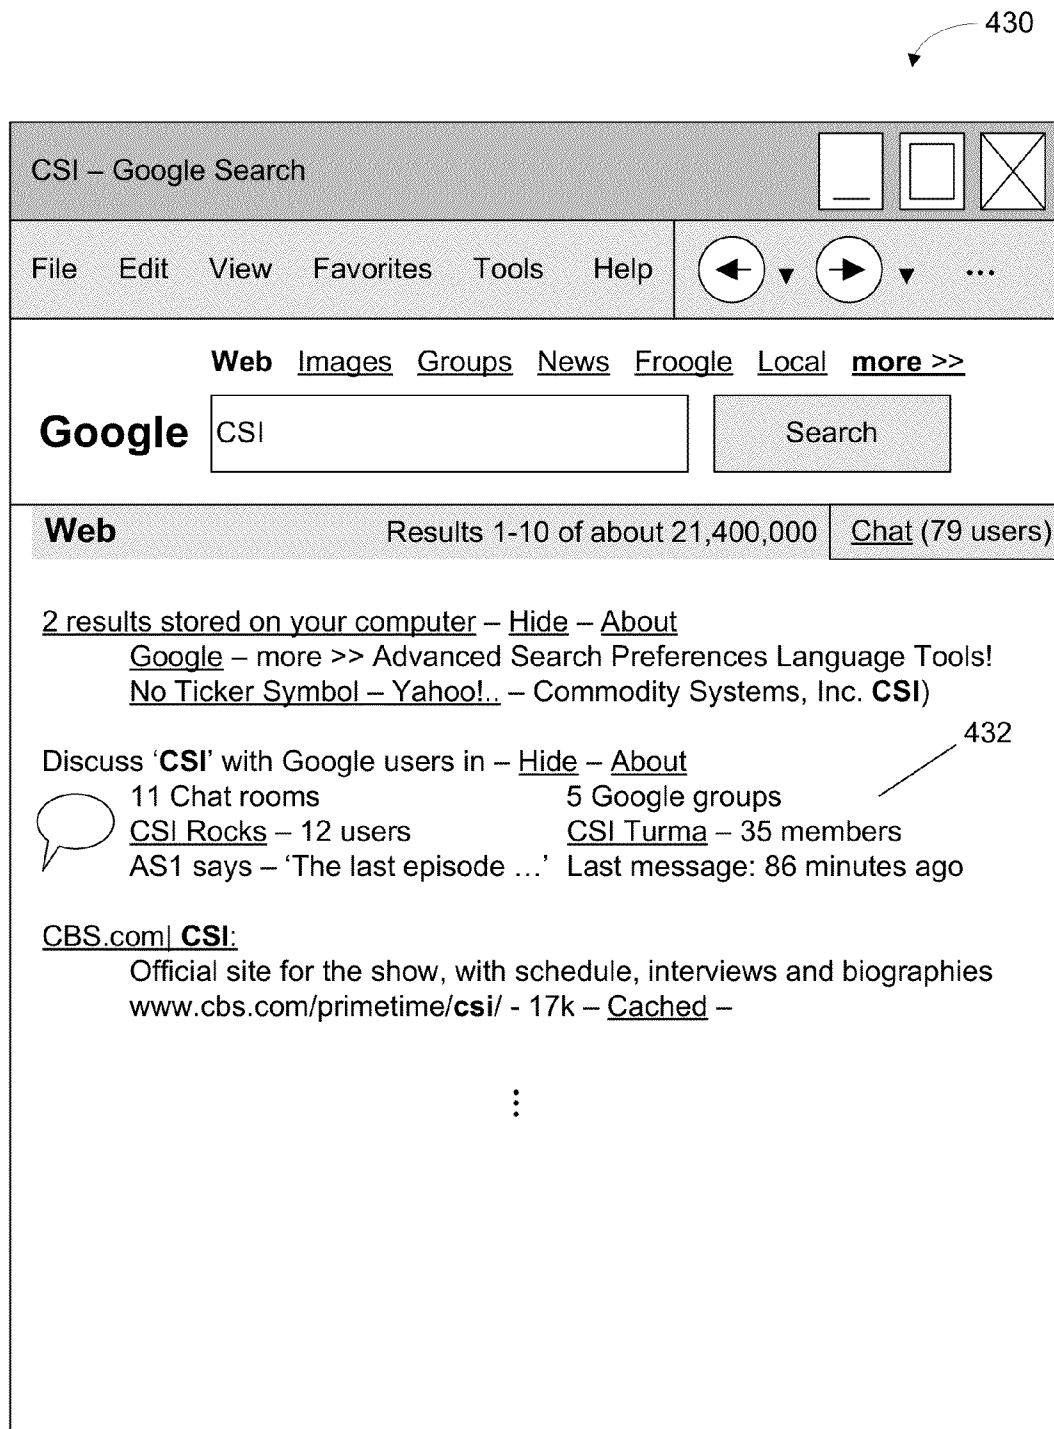 430
CSI – Google Search
File Edit View Favorites Tools Help ...
Web Images Groups News Froogle Local more >>
Google CSI Search
Web Results 1-10 of about 21,400,000 Chat (79 users)
2 results stored on your computer – Hide – About
Google – more >> Advanced Search Preferences Language Tools!
No Ticker Symbol – Yahoo!.. – Commodity Systems, Inc. CSI)
432
Discuss ‘CSI’ with Google users in – Hide – About
11 Chat rooms 5 Google groups
CSI Rocks – 12 users CSI Turma – 35 members
AS1 says – ‘The last episode …’ Last message: 86 minutes ago
CBS.com| CSI:
Official site for the show, with schedule, interviews and biographies
www.cbs.com/primetime/csi/ - 17k – Cached –